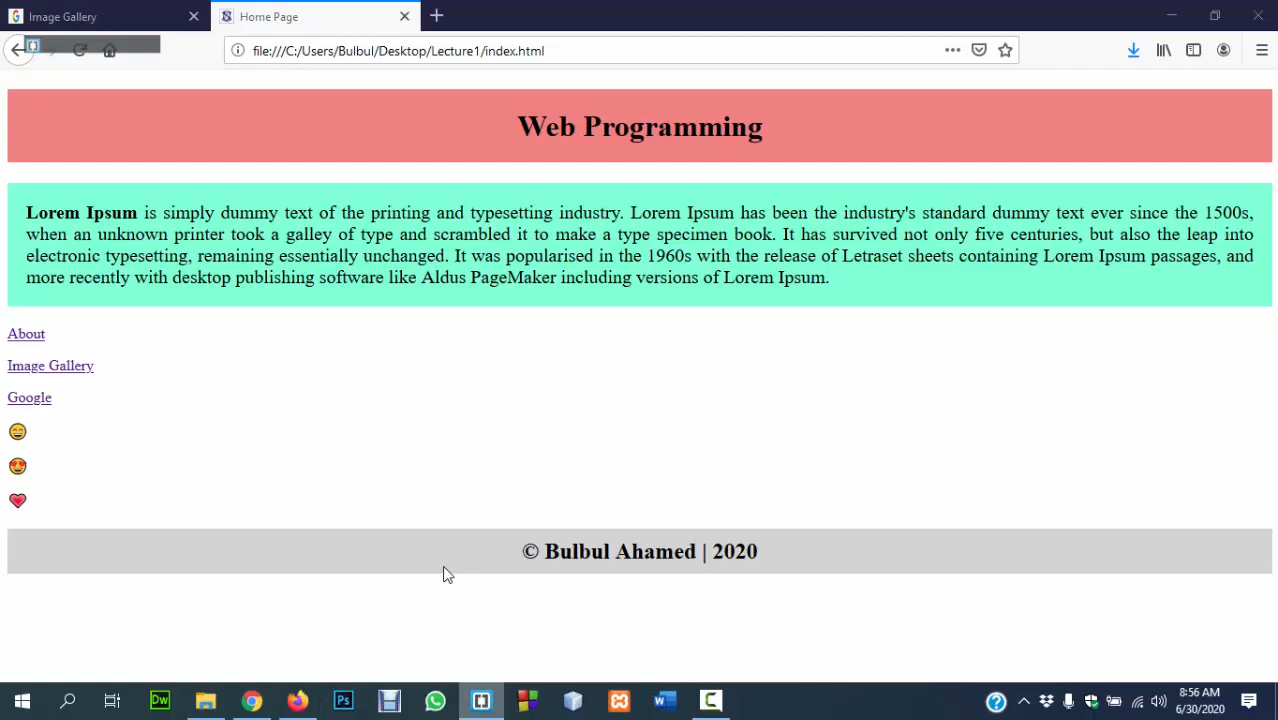 Image Gallery
Home Page
file:///C:/Users/Bulbul/Desktop/Lecture1/index.html
Web Programming
Lorem Ipsum is simply dummy text of the printing and typesetting industry. Lorem Ipsum has been the industry's standard dummy text ever since the 1500s,
when an unknown printer took a galley of type and scrambled it to make a type specimen book. It has survived not only five centuries, but also the leap into
electronic typesetting, remaining essentially unchanged. It was popularised in the 1960s with the release of Letraset sheets containing Lorem Ipsum passages, and
more recently with desktop publishing software like Aldus PageMaker including versions of Lorem Ipsum.
About
Image Gallery
Google
😄
😍
💗
© Bulbul Ahamed | 2020
Dw
Ps
8:56 AM
6/30/2020